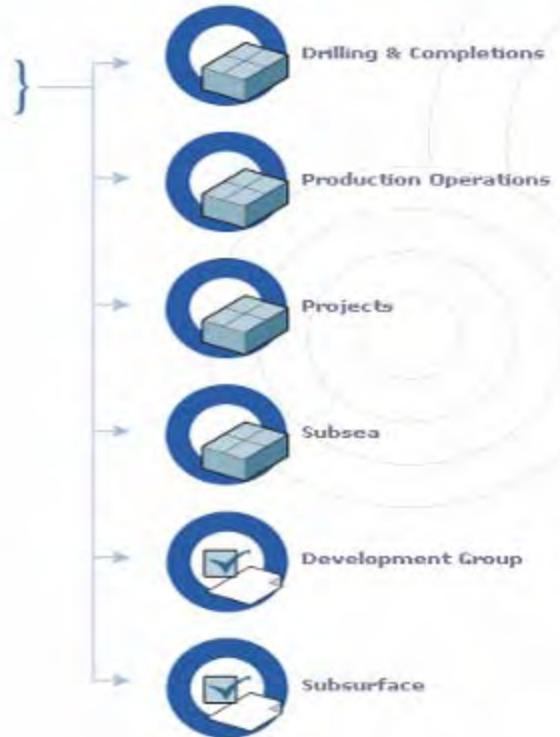 Drilling & Completions
Production Operations
Projects
Subsea
Development Group
Subsurface